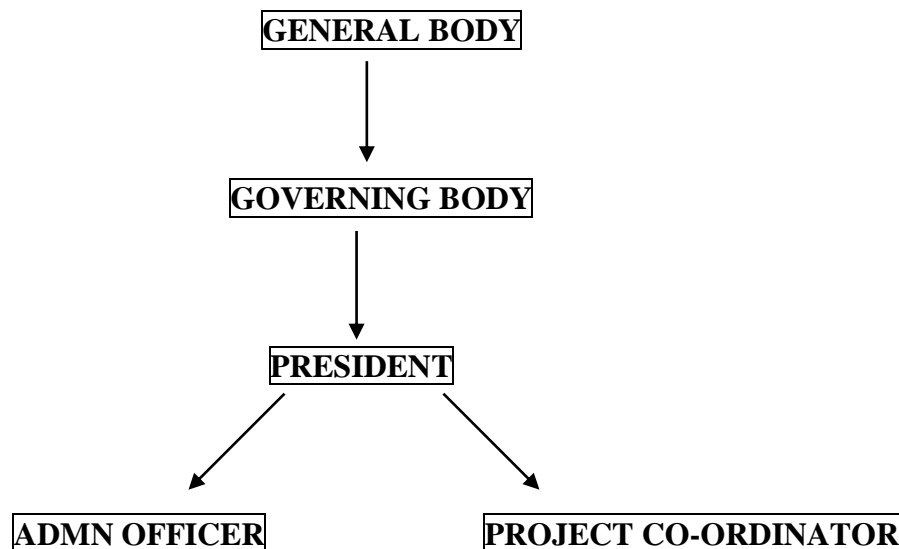 GENERAL BODY
GOVERNING BODY
PRESIDENT
ADMN OFFICER
PROJECT CO-ORDINATOR